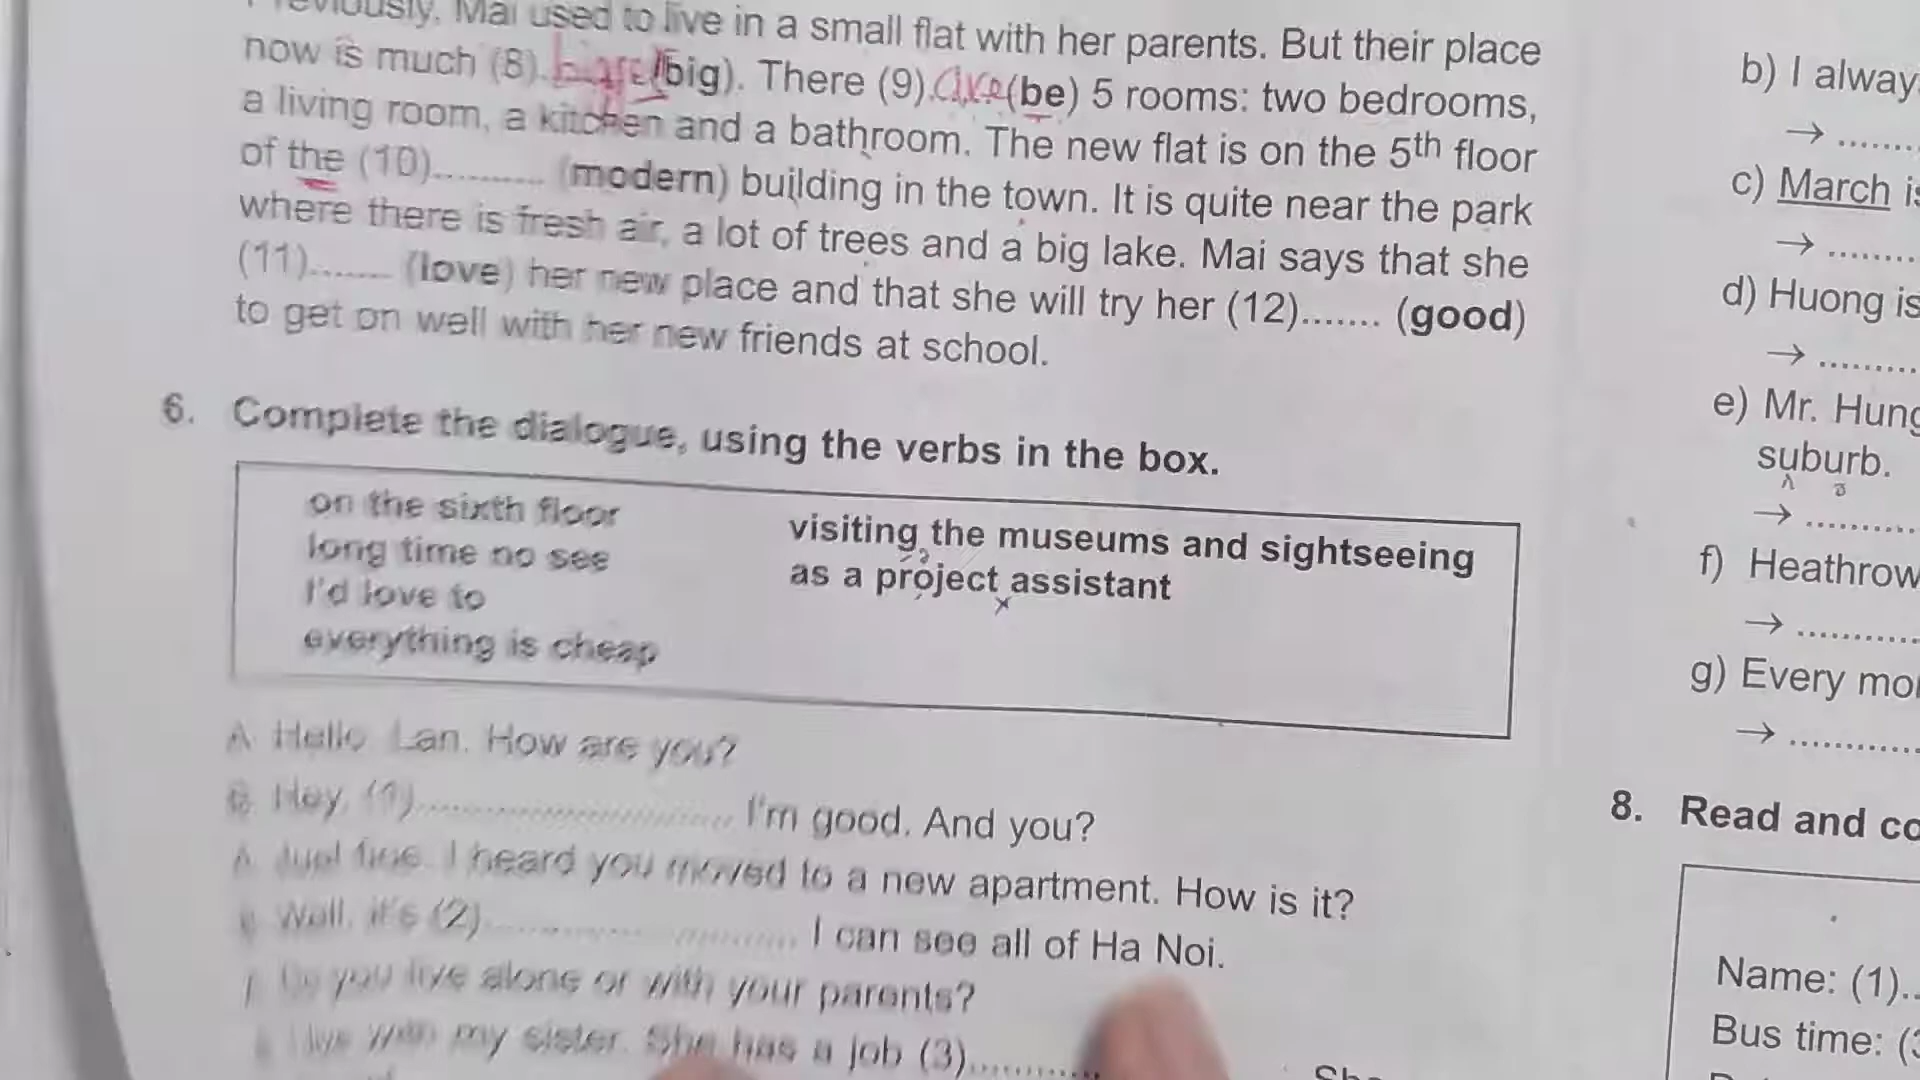 Previously, Mai used to live in a small flat with her parents. But their place
now is much (8) (big). There (9) are (be) 5 rooms: two bedrooms,
a living room, a kitchen and a bathroom. The new flat is on the 5th floor
of the (10)........... (modern) building in the town. It is quite near the park
where there is fresh air, a lot of trees and a big lake. Mai says that she
(11)....... (love) her new place and that she will try her (12)....... (good)
to get on well with her new friends at school.
6. Complete the dialogue, using the verbs in the box.
on the sixth floor
long time no see
I'd love to
everything is cheap
visiting the museums and sightseeing
as a project assistant
A Hello Lan. How are you?
B Hey, (1)............................ I'm good. And you?
A Just fine. I heard you moved to a new apartment. How is it?
Well, it's (2)............................ I can see all of Ha Noi.
Do you live alone or with your parents?
I live with my sister. She has a job (3)............
She
b) I alway
→ .......
c) March is
→ ........
d) Huong is
→ .........
e) Mr. Hung
suburb.
→ ..........
f) Heathrow
→ ...........
g) Every mo
→ ............
8. Read and co
Name: (1)..
Bus time: (3